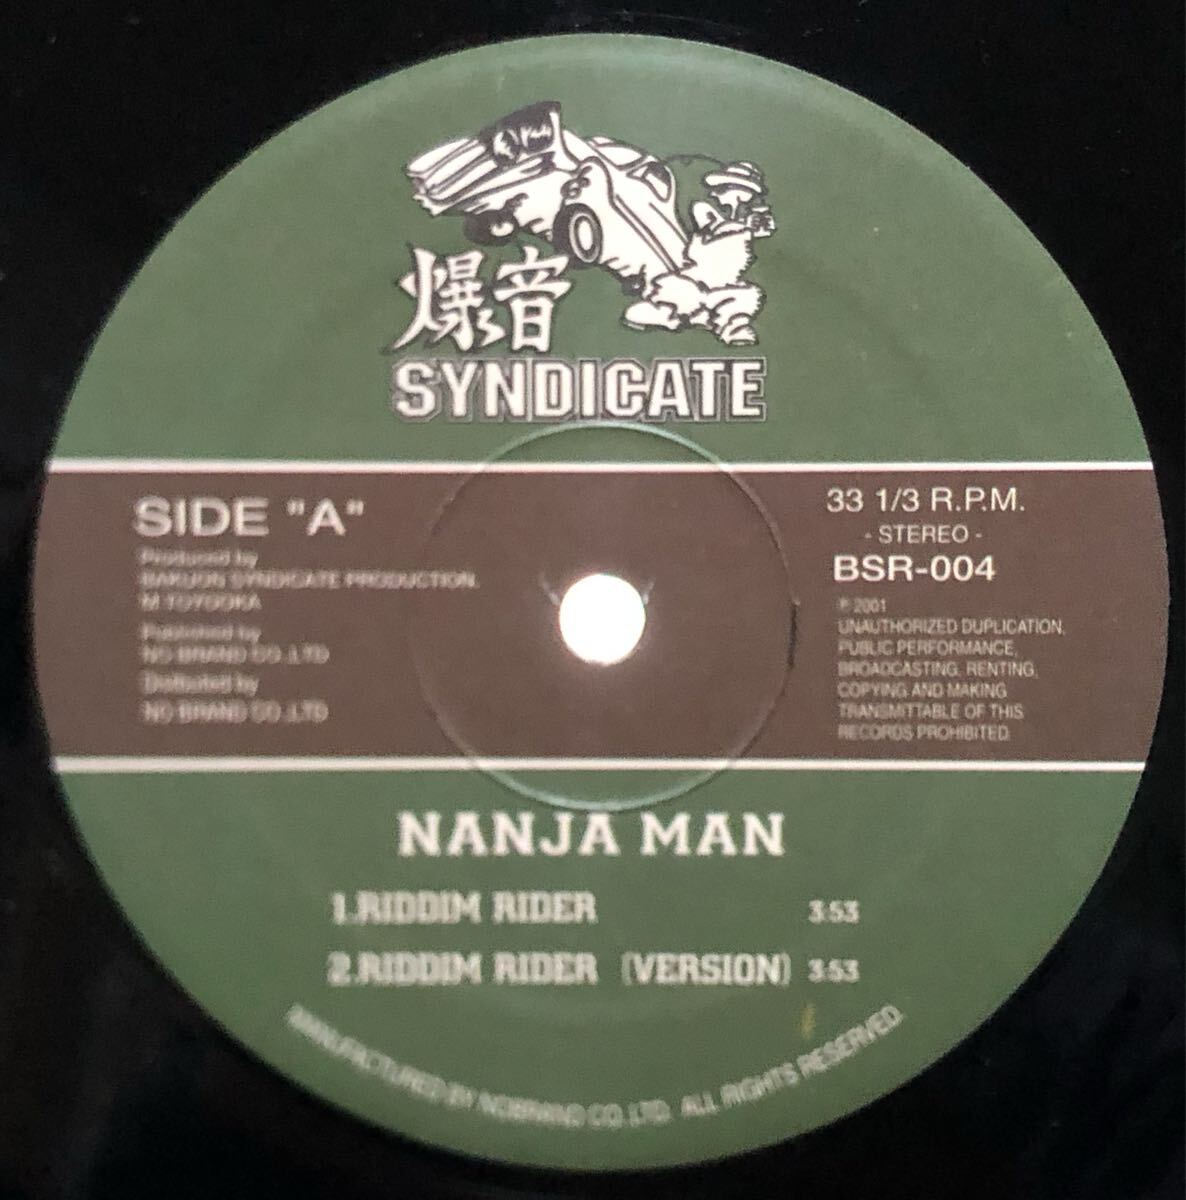 爆音
SYNDICATE
SIDE "A"
Produced by
BAKUON SYNDICATE PRODUCTION.
M.TOYOOKA
Published by
NO BRAND CO.,LTD
Distributed by
NO BRAND CO.,LTD
33 1/3 R.P.M.
- STEREO -
BSR-004
℗ 2001
UNAUTHORIZED DUPLICATION,
PUBLIC PERFORMANCE,
BROADCASTING, RENTING,
COPYING AND MAKING
TRANSMITTABLE OF THIS
RECORDS PROHIBITED.
NANJA MAN
1.RIDDIM RIDER 3:53
2.RIDDIM RIDER (VERSION) 3:53
MANUFACTURED BY NOBRAND CO.,LTD. ALL RIGHTS RESERVED.